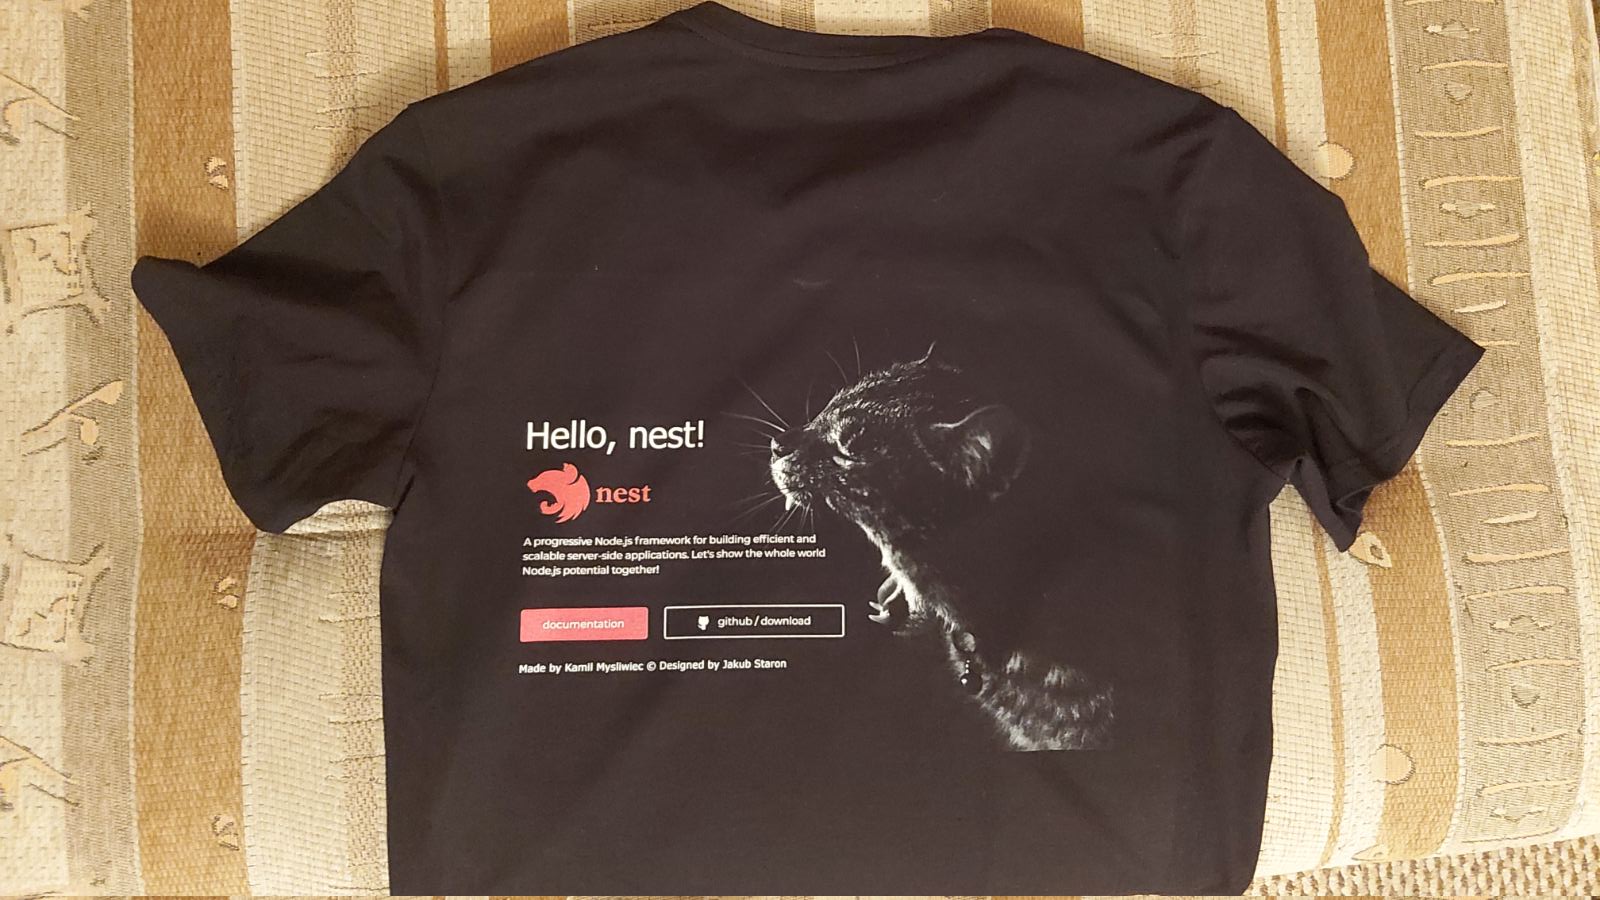 Hello, nest!
nest
A progressive Node.js framework for building efficient and
scalable server-side applications. Let's show the whole world
Node.js potential together!
documentation
github / download
Made by Kamil Mysliwiec © Designed by Jakub Staron